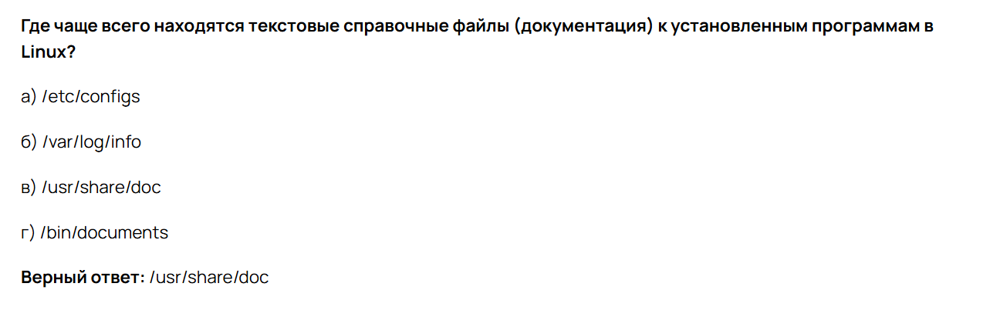 Где чаще всего находятся текстовые справочные файлы (документация) к установленным программам в
Linux?
а) /etc/configs
б) /var/log/info
в) /usr/share/doc
г) /bin/documents
Верный ответ: /usr/share/doc